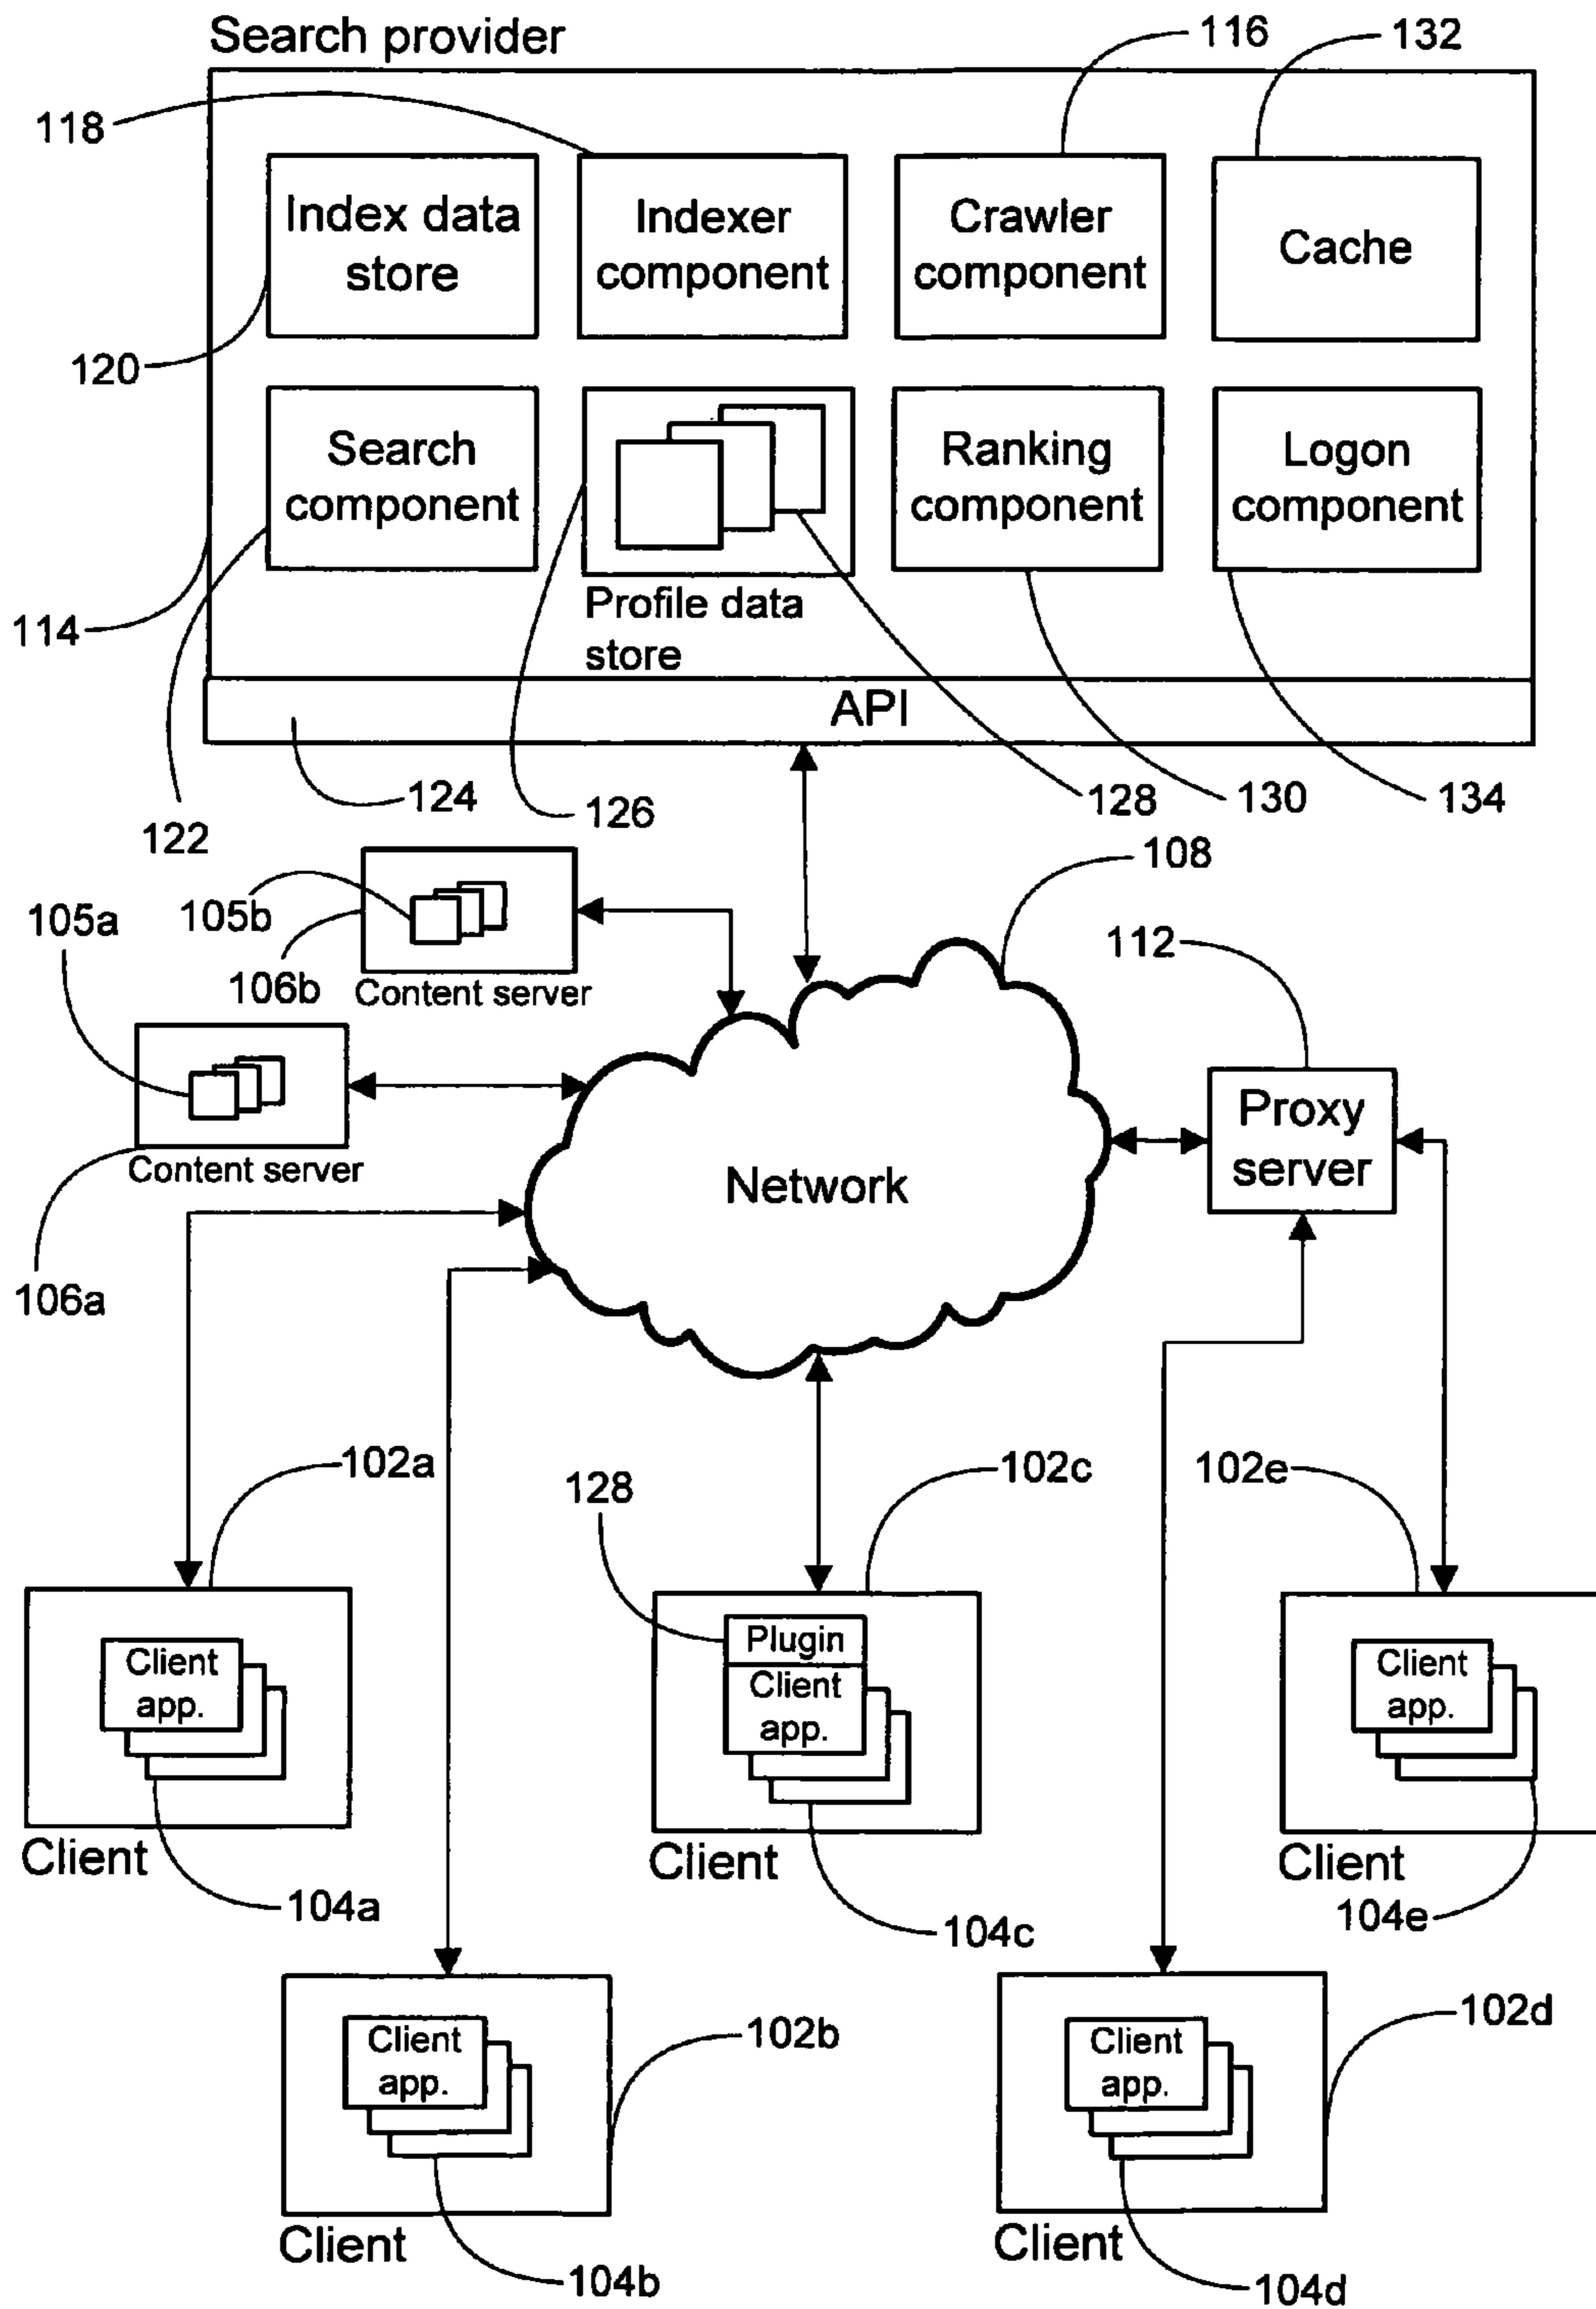 Search provider
116
132
118
Index data
store
Indexer
component
Crawler
component
Cache
120
Search
component
Ranking
component
Logon
component
Profile data
store
114
API
124
122
126
128
130
134
108
105b
105a
112
106b
Content server
Proxy
server
Content server
Network
106a
102a
128
102c
102e
Client
app.
Plugin
Client
app.
Client
app.
Client
Client
Client
104a
104c
104e
Client
app.
102b
Client
app.
102d
Client
Client
104b
104d